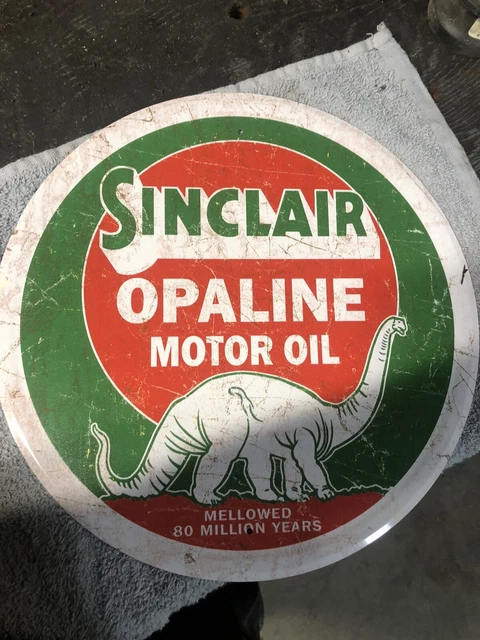 SINCLAIR
OPALINE
MOTOR OIL
MELLOWED
80 MILLION YEARS